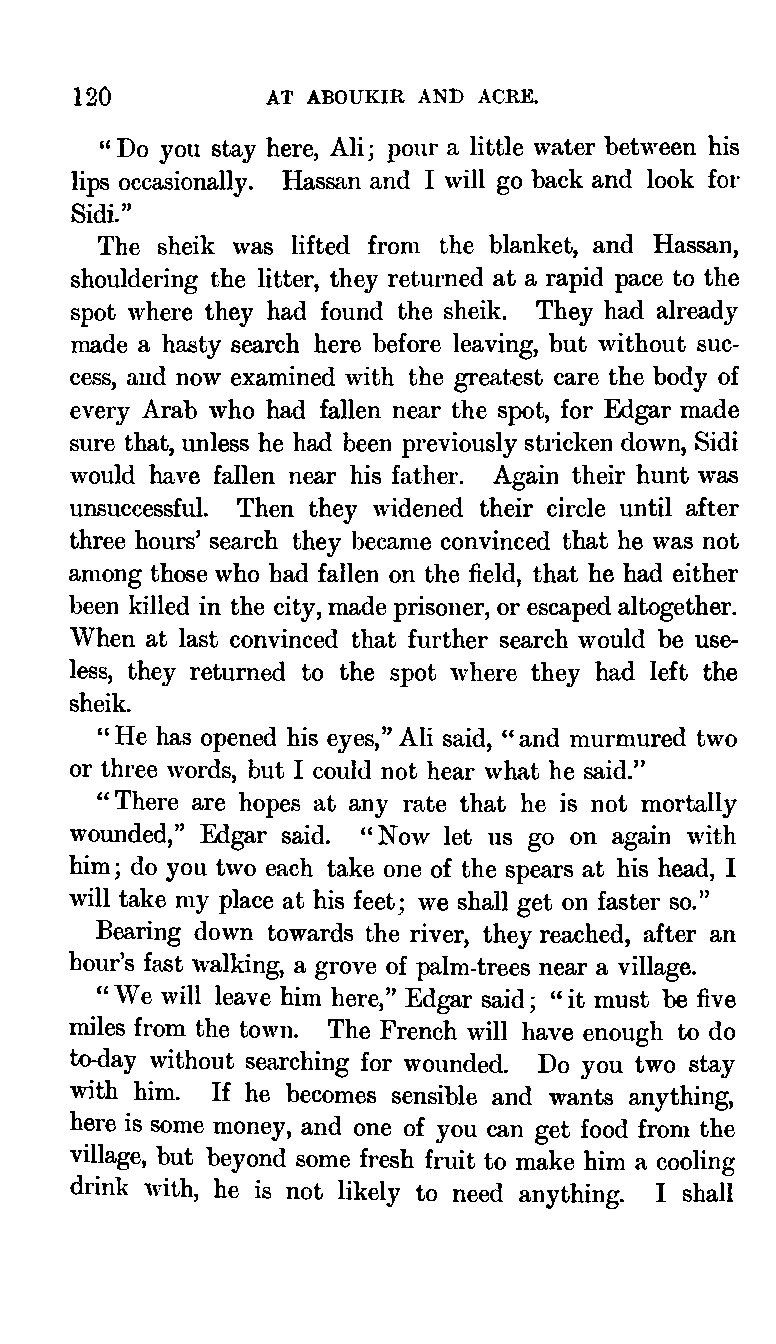 120 AT ABOUKIR AND ACRE.
“Do you stay here, Ali; pour a little water between his
lips occasionally. Hassan and I will go back and look for
Sidi.”
The sheik was lifted from the blanket, and Hassan,
shouldering the litter, they returned at a rapid pace to the
spot where they had found the sheik. They had already
made a hasty search here before leaving, but without suc-
cess, and now examined with the greatest care the body of
every Arab who had fallen near the spot, for Edgar made
sure that, unless he had been previously stricken down, Sidi
would have fallen near his father. Again their hunt was
unsuccessful. Then they widened their circle until after
three hours’ search they became convinced that he was not
among those who had fallen on the field, that he had either
been killed in the city, made prisoner, or escaped altogether.
When at last convinced that further search would be use-
less, they returned to the spot where they had left the
sheik.
“He has opened his eyes,” Ali said, “and murmured two
or three words, but I could not hear what he said.”
“There are hopes at any rate that he is not mortally
wounded,” Edgar said. “Now let us go on again with
him; do you two each take one of the spears at his head, I
will take my place at his feet; we shall get on faster so.”
Bearing down towards the river, they reached, after an
hour’s fast walking, a grove of palm-trees near a village.
“We will leave him here,” Edgar said; “it must be five
miles from the town. The French will have enough to do
to-day without searching for wounded. Do you two stay
with him. If he becomes sensible and wants anything,
here is some money, and one of you can get food from the
village, but beyond some fresh fruit to make him a cooling
drink with, he is not likely to need anything. I shall